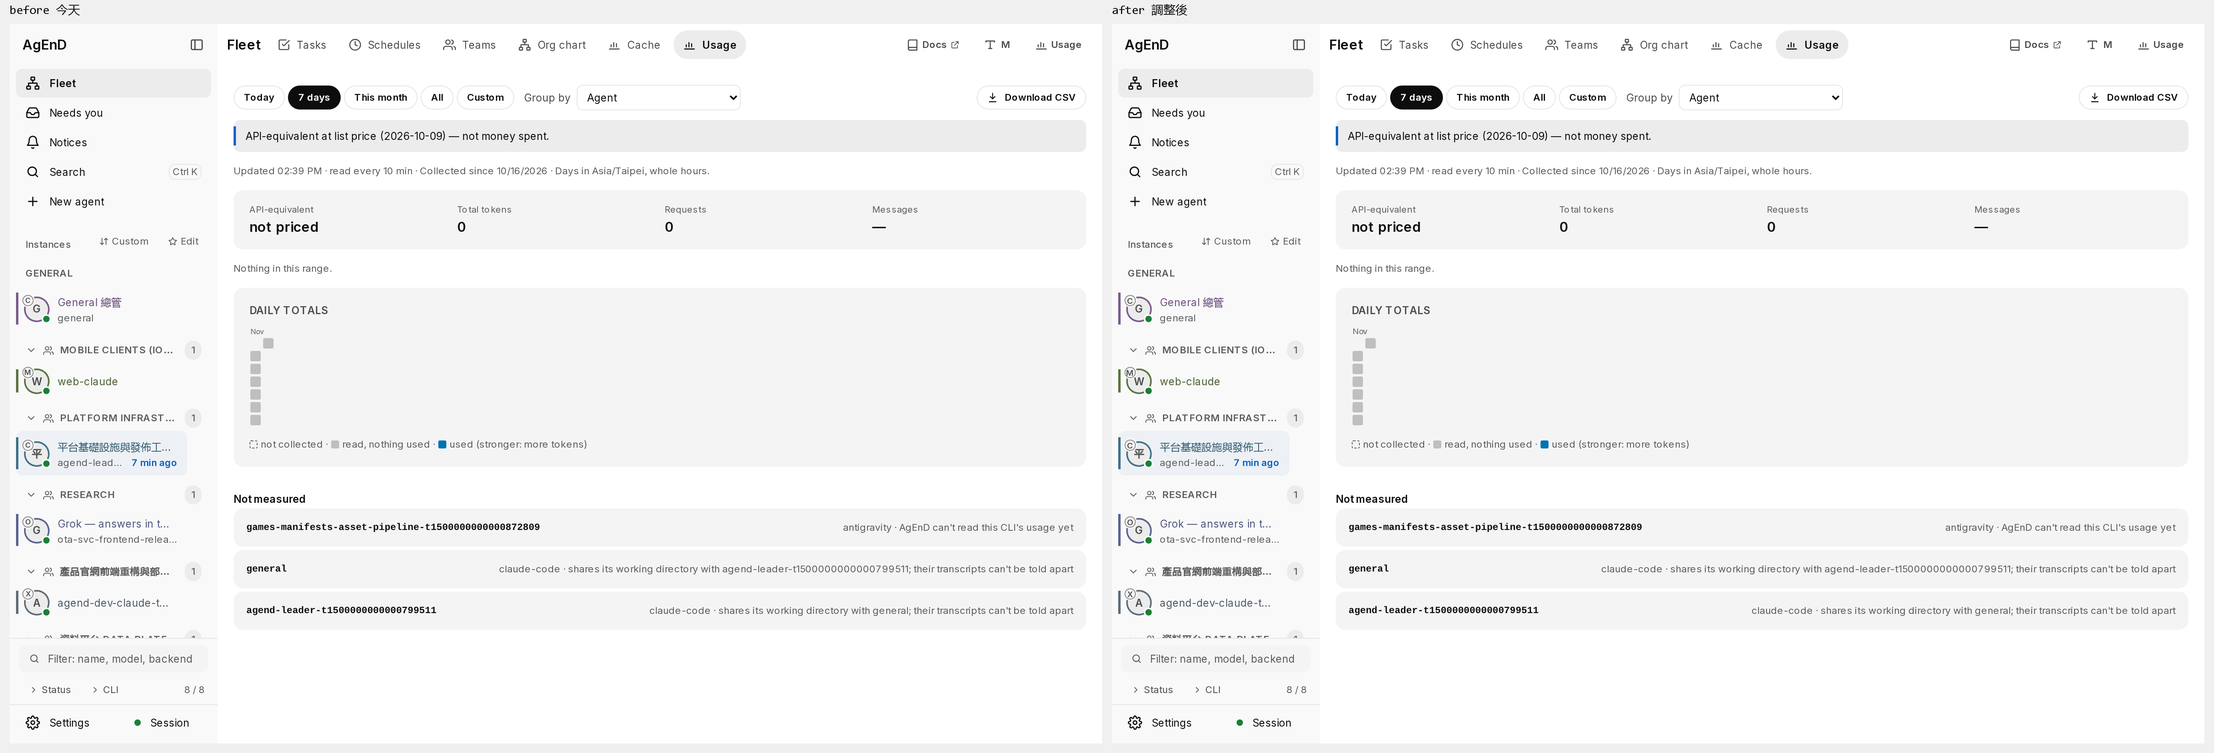 before 今天
AgEnD
Fleet
Needs you
Notices
Search Ctrl K
New agent
Instances Custom Edit
GENERAL
G General 總管
C general
MOBILE CLIENTS (IO... 1
M W web-claude
PLATFORM INFRAST... 1
C 平 平台基礎設施與發佈工...
agend-lead... 7 min ago
RESEARCH 1
O G Grok — answers in t...
ota-svc-frontend-relea...
產品官網前端重構與部... 1
X A agend-dev-claude-t...
Filter: name, model, backend
Status CLI 8 / 8
Settings Session
Fleet Tasks Schedules Teams Org chart Cache Usage Docs M Usage
Today 7 days This month All Custom Group by Agent Download CSV
API-equivalent at list price (2026-10-09) — not money spent.
Updated 02:39 PM · read every 10 min · Collected since 10/16/2026 · Days in Asia/Taipei, whole hours.
API-equivalent Total tokens Requests Messages
not priced 0 0 —
Nothing in this range.
DAILY TOTALS
Nov
not collected · read, nothing used · used (stronger: more tokens)
Not measured
games-manifests-asset-pipeline-t1500000000000872809 antigravity · AgEnD can't read this CLI's usage yet
general claude-code · shares its working directory with agend-leader-t1500000000000799511; their transcripts can't be told apart
agend-leader-t1500000000000799511 claude-code · shares its working directory with general; their transcripts can't be told apart
after 調整後
AgEnD
Fleet
Needs you
Notices
Search Ctrl K
New agent
Instances Custom Edit
GENERAL
G General 總管
C general
MOBILE CLIENTS (IO... 1
M W web-claude
PLATFORM INFRAST... 1
C 平 平台基礎設施與發佈工...
agend-lead... 7 min ago
RESEARCH 1
O G Grok — answers in t...
ota-svc-frontend-relea...
產品官網前端重構與部... 1
X A agend-dev-claude-t...
Filter: name, model, backend
Status CLI 8 / 8
Settings Session
Fleet Tasks Schedules Teams Org chart Cache Usage Docs M Usage
Today 7 days This month All Custom Group by Agent Download CSV
API-equivalent at list price (2026-10-09) — not money spent.
Updated 02:39 PM · read every 10 min · Collected since 10/16/2026 · Days in Asia/Taipei, whole hours.
API-equivalent Total tokens Requests Messages
not priced 0 0 —
Nothing in this range.
DAILY TOTALS
Nov
not collected · read, nothing used · used (stronger: more tokens)
Not measured
games-manifests-asset-pipeline-t1500000000000872809 antigravity · AgEnD can't read this CLI's usage yet
general claude-code · shares its working directory with agend-leader-t1500000000000799511; their transcripts can't be told apart
agend-leader-t1500000000000799511 claude-code · shares its working directory with general; their transcripts can't be told apart